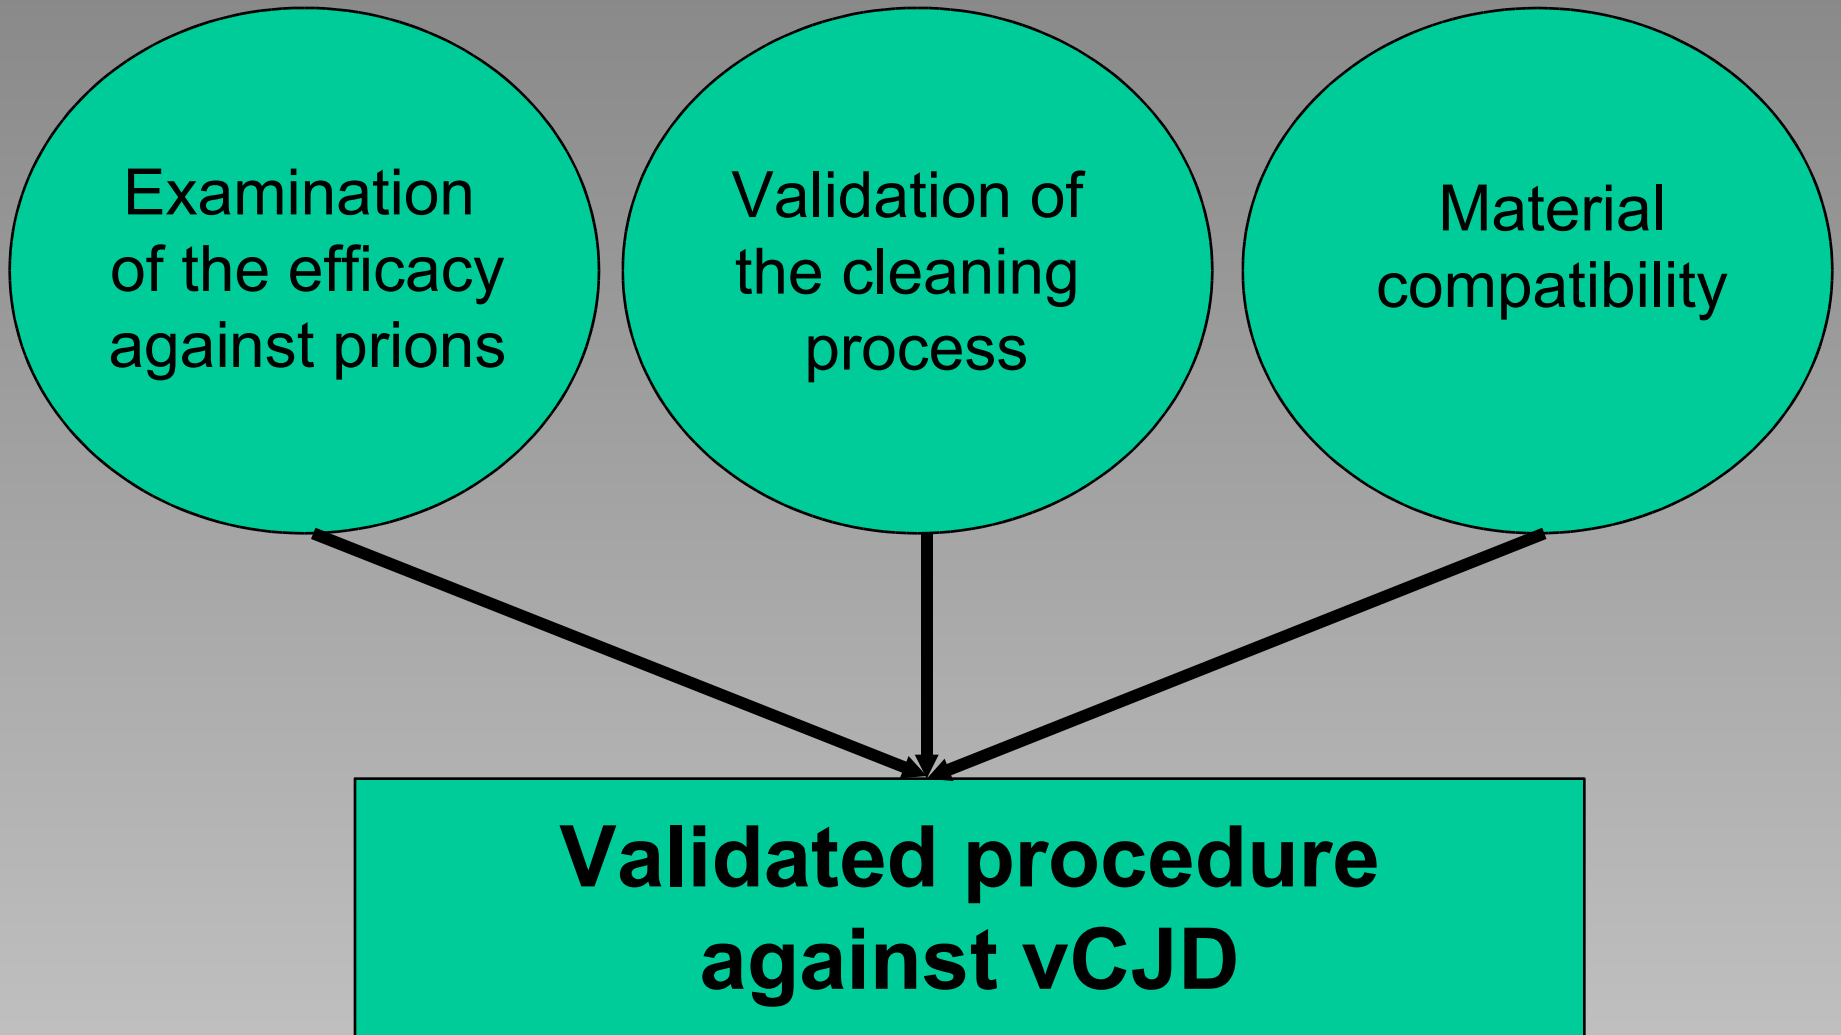 Examination
of the efficacy
against prions
Validation of
the cleaning
process
Material
compatibility
Validated procedure
against vCJD